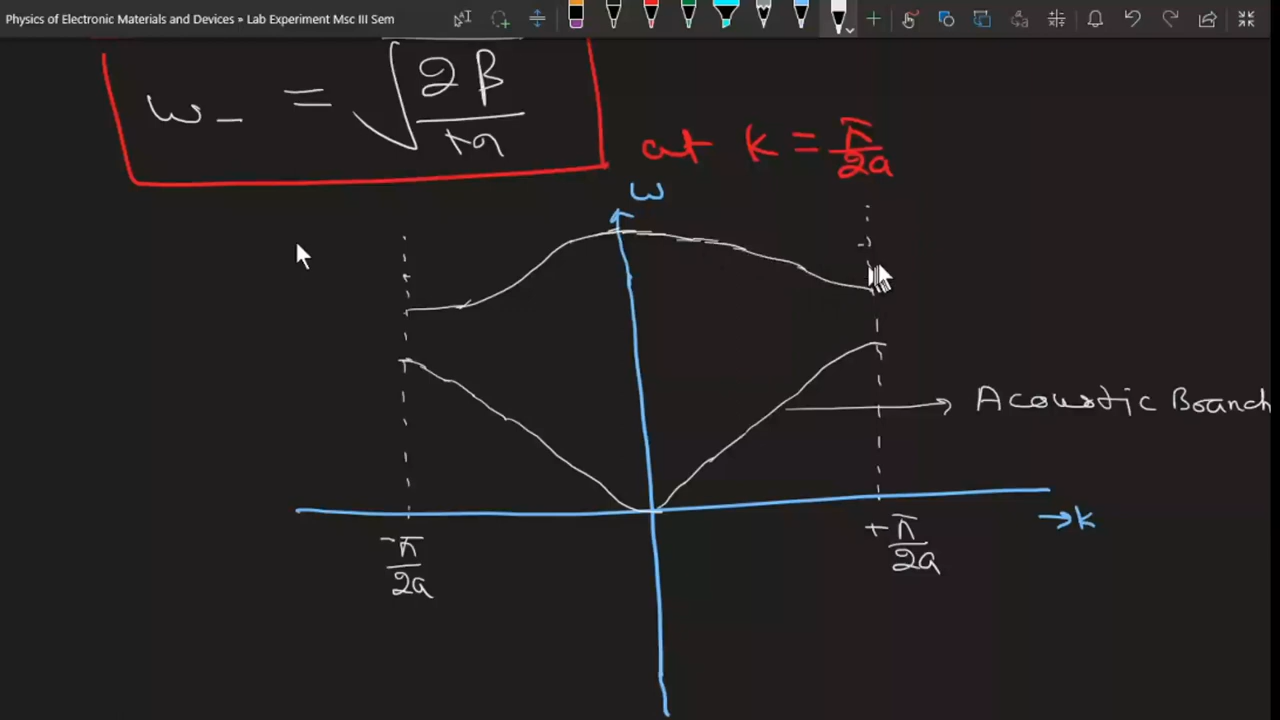 Physics of Electronic Materials and Devices » Lab Experiment Msc III Sem
ω₋ = √(2β/m)
at k = π/2a
ω
Acoustic Branch
→k
-π/2a
+π/2a